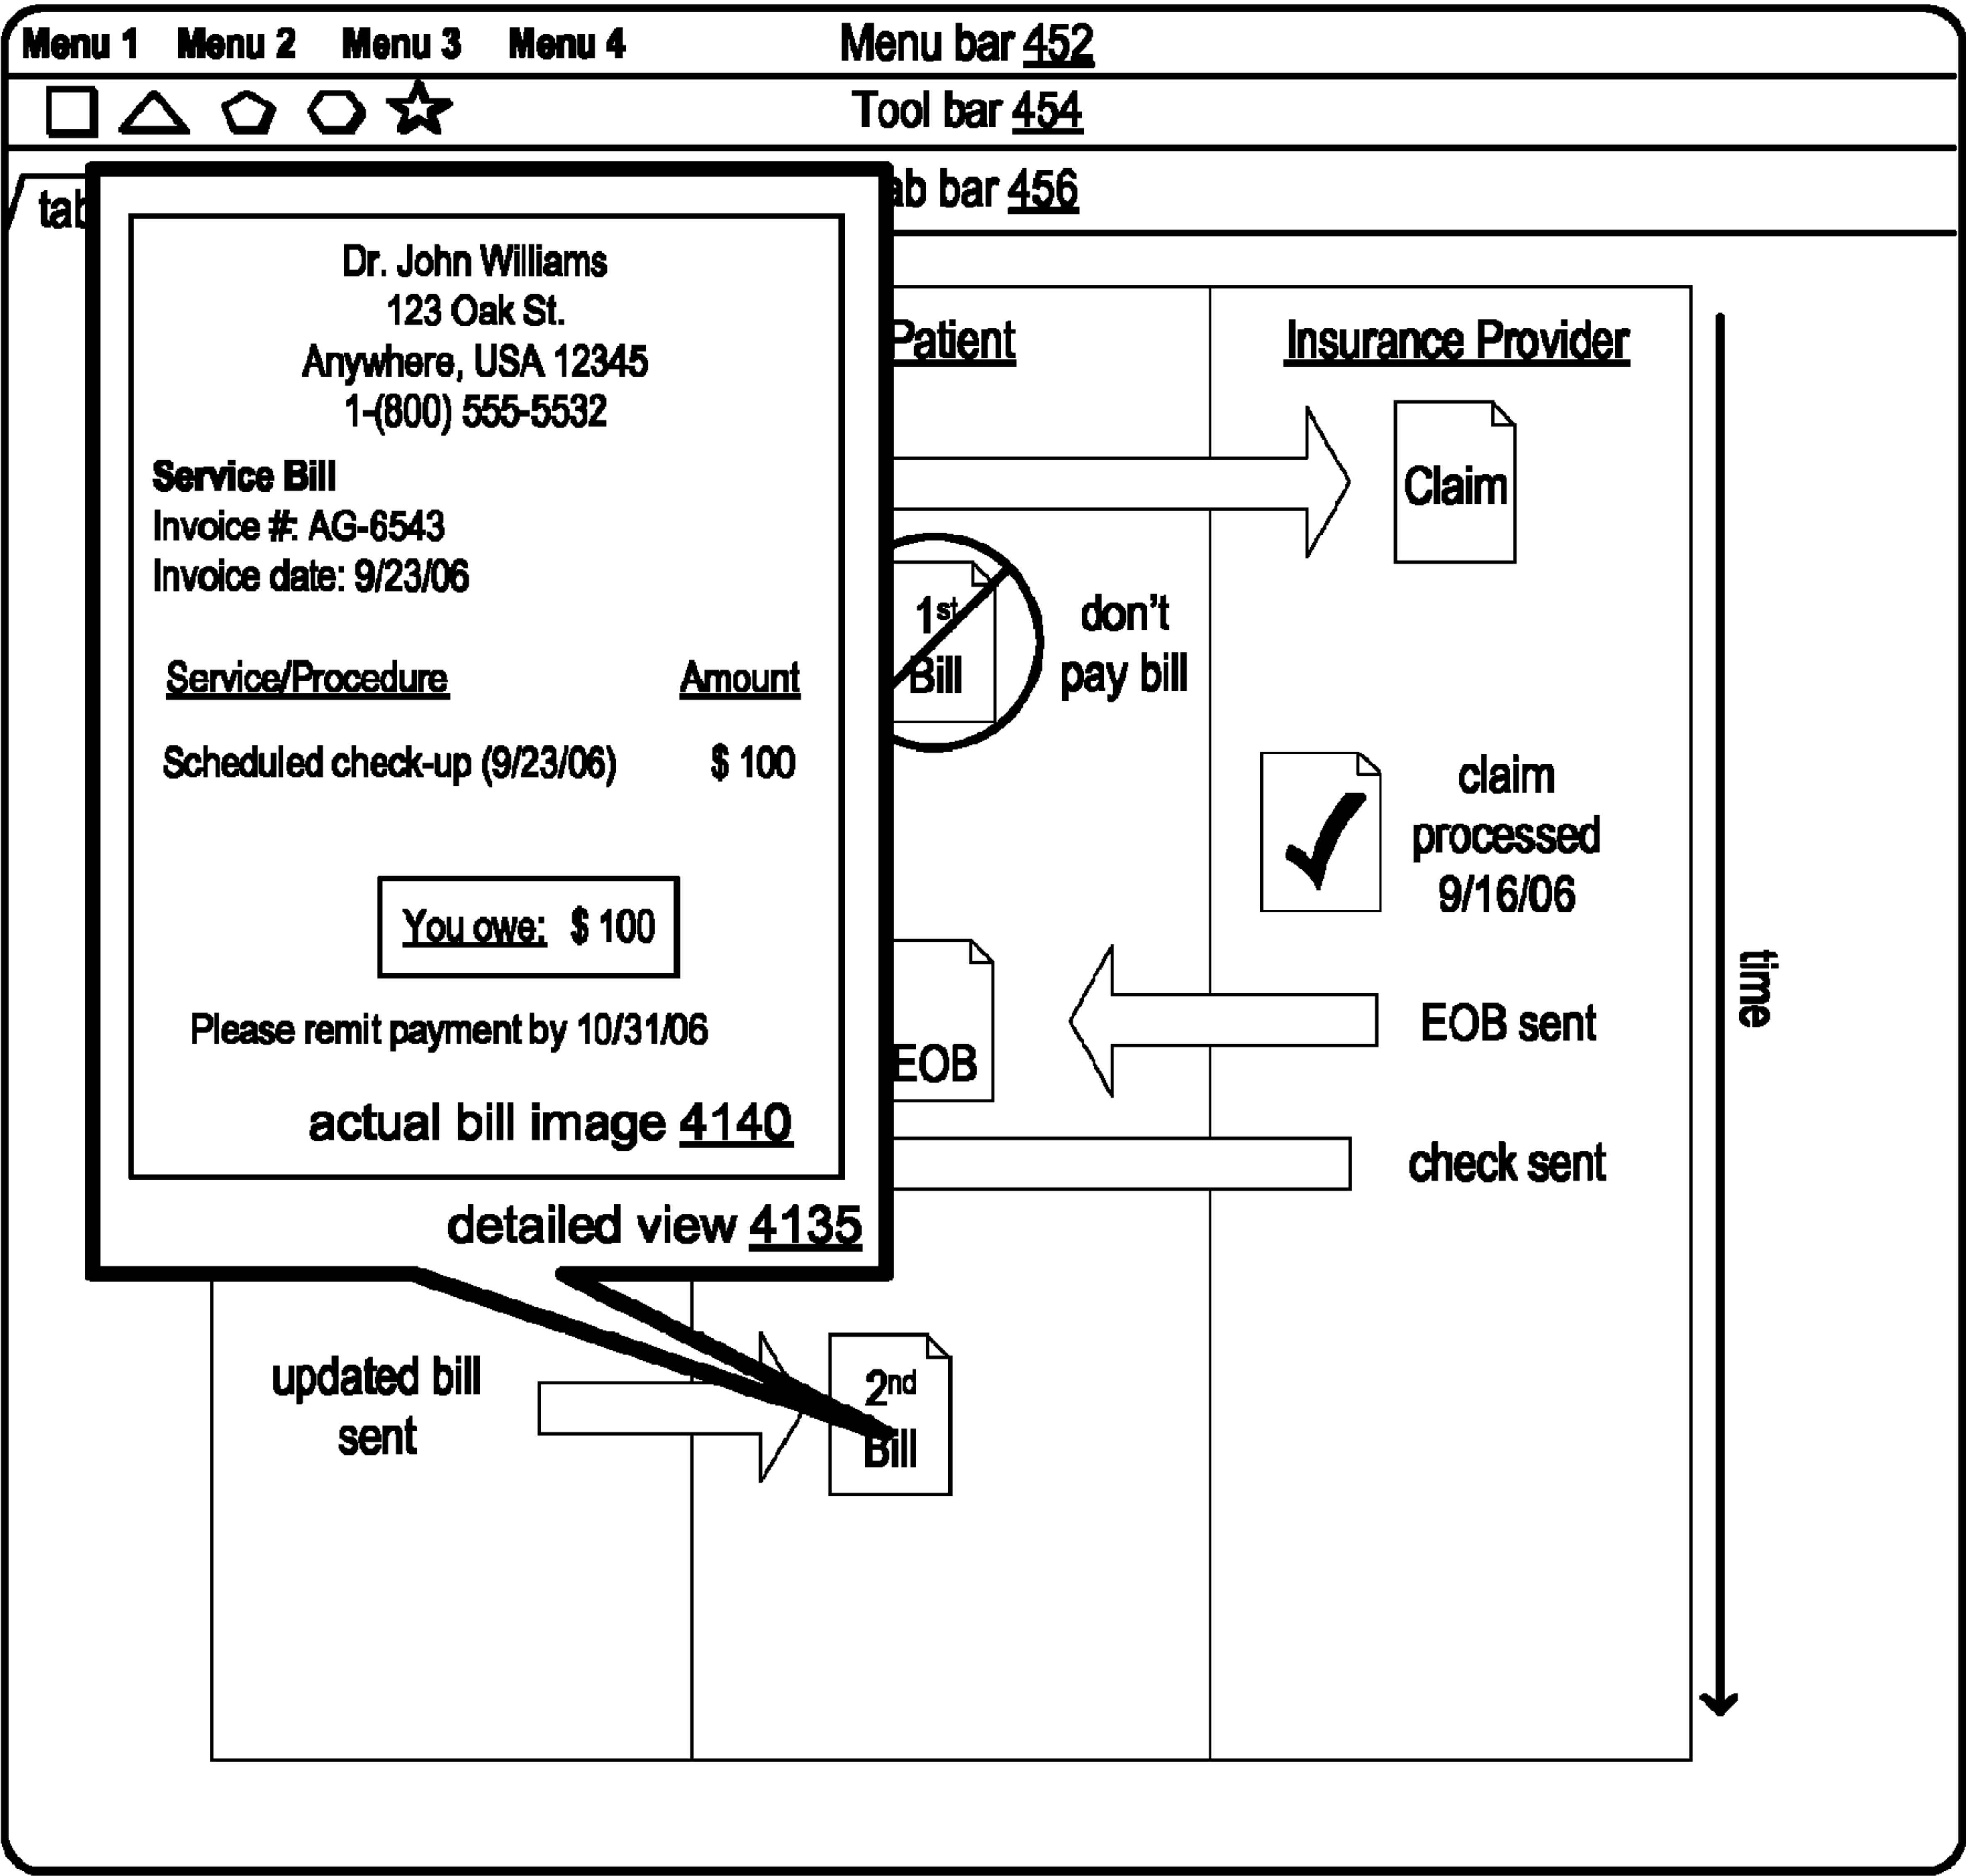 Menu 1 Menu 2 Menu 3 Menu 4 Menu bar 452
Tool bar 454
tab ab bar 456
Dr. John Williams
123 Oak St.
Anywhere, USA 12345
1-(800) 555-5532
Service Bill
Invoice #: AG-6543
Invoice date: 9/23/06
Service/Procedure Amount
Scheduled check-up (9/23/06) $ 100
You owe: $ 100
Please remit payment by 10/31/06
actual bill image 4140
detailed view 4135
Patient
Insurance Provider
Claim
1st
Bill
don't
pay bill
claim
processed
9/16/06
EOB
EOB sent
check sent
time
updated bill
sent
2nd
Bill